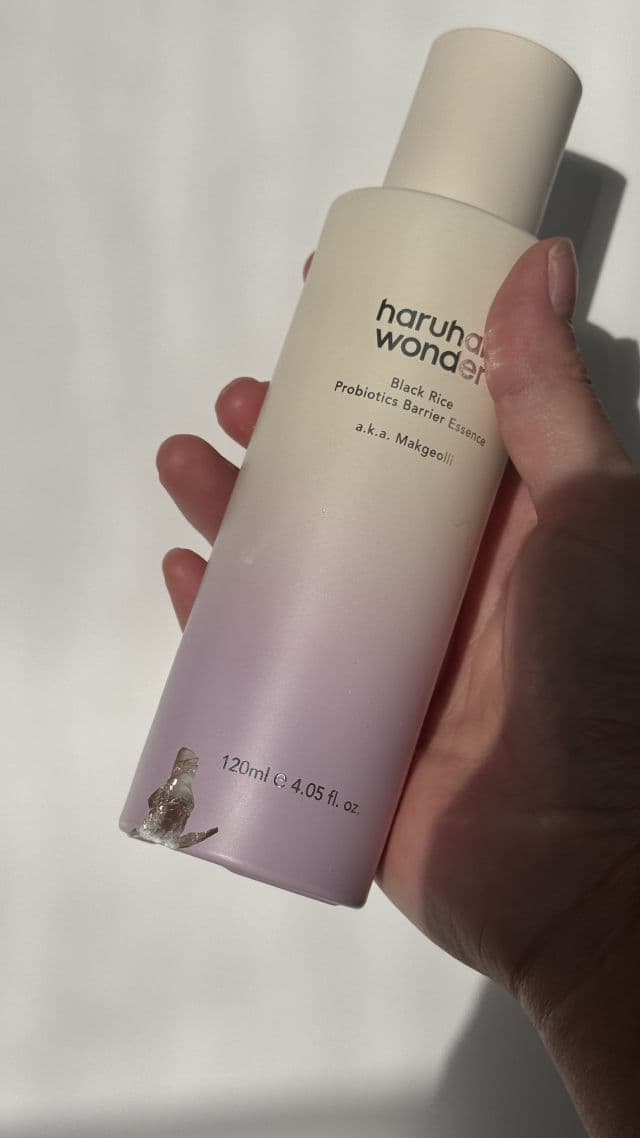 haruha
wonder
Black Rice
Probiotics Barrier Essence
a.k.a. Makgeolli
120ml ℮ 4.05 fl. oz.